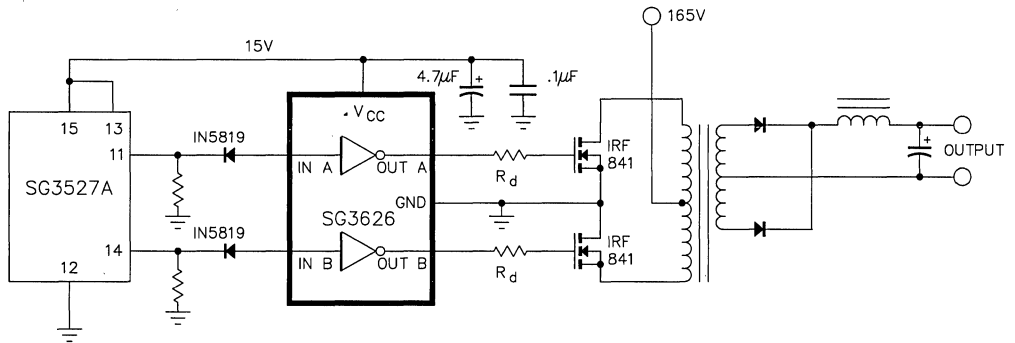 165V
15V
4.7μF +
.1μF
15 13
VCC
11
IN5819
IN A
OUT A
Rd
IRF
841
+
OUTPUT
SG3527A
GND
SG3626
14
IN5819
IN B
OUT B
Rd
IRF
841
12